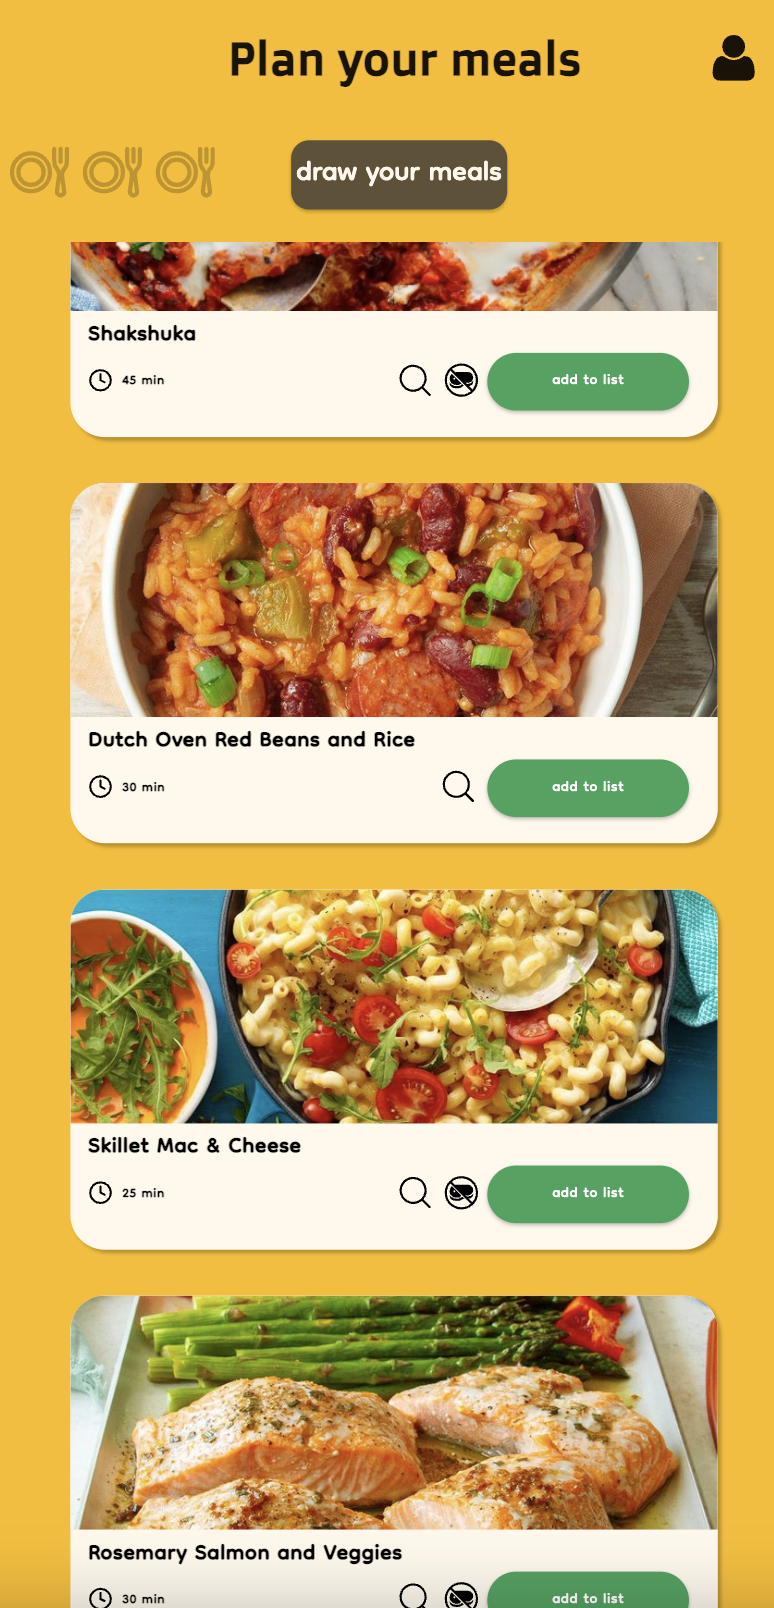 Plan your meals
draw your meals
Shakshuka
45 min
add to list
Dutch Oven Red Beans and Rice
30 min
add to list
Skillet Mac & Cheese
25 min
add to list
Rosemary Salmon and Veggies
30 min
add to list